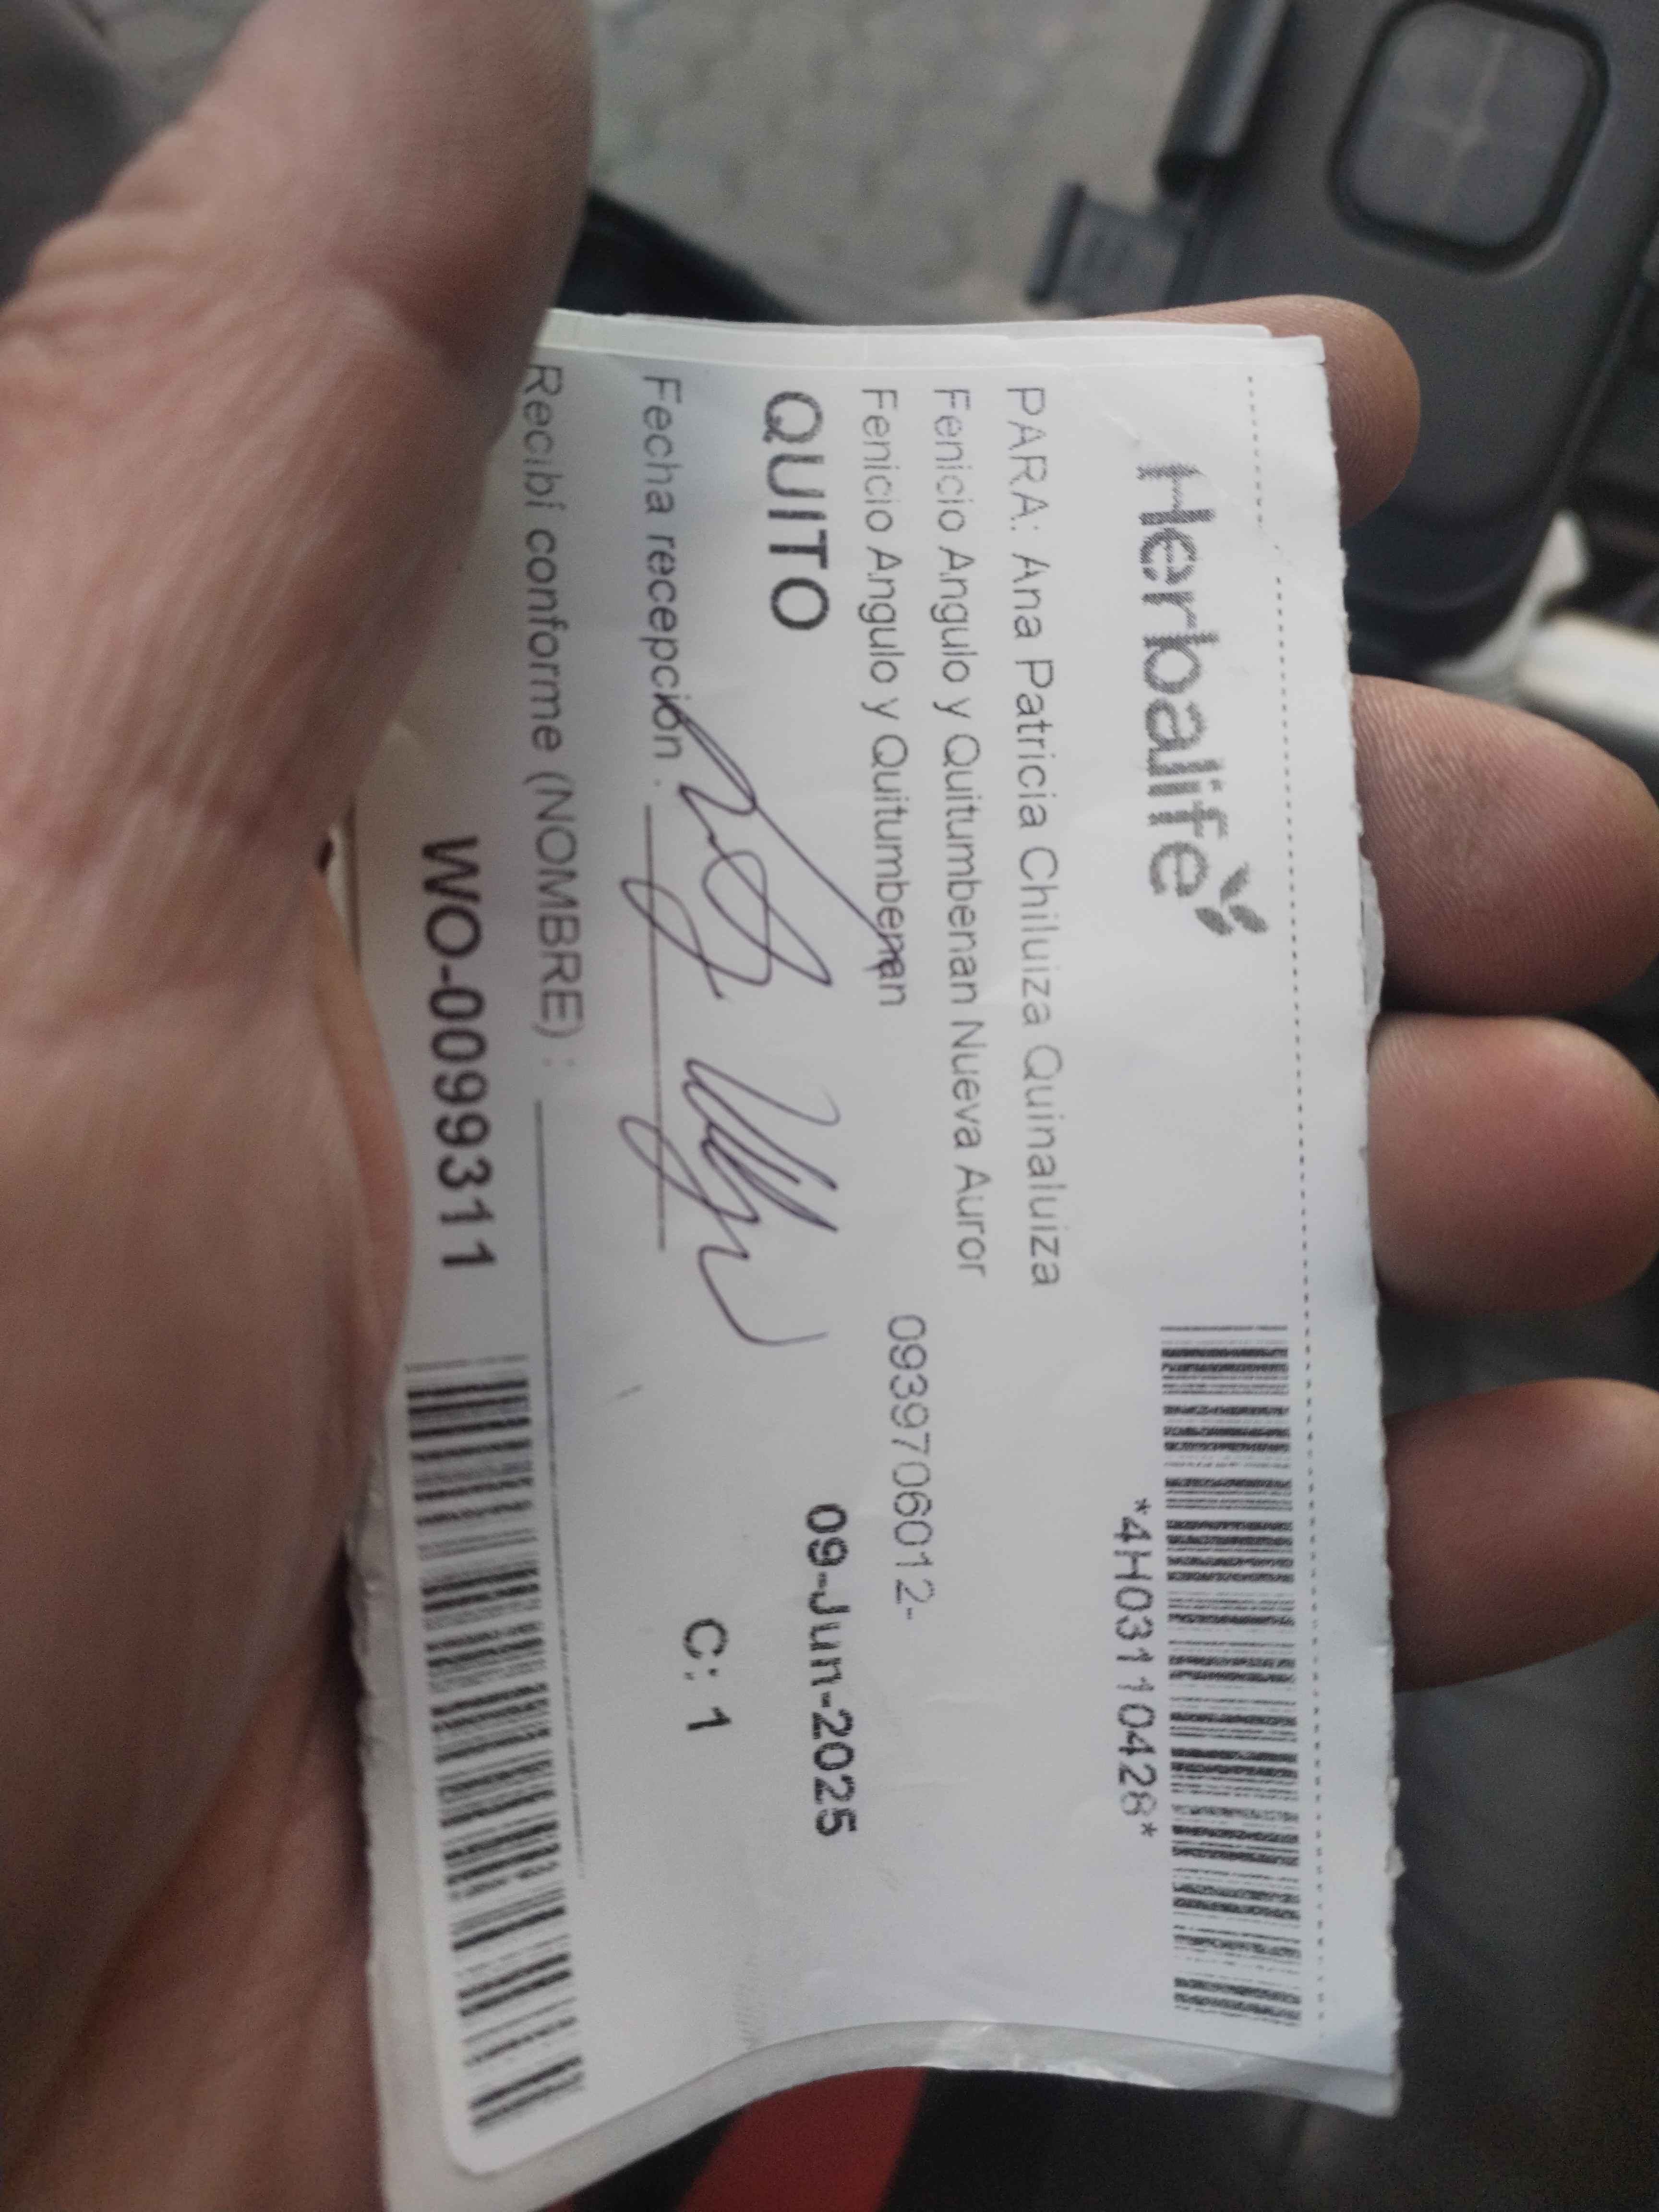 Herbalife
*4H03110428*
PARA: Ana Patricia Chiluiza Quinaluiza
Fenicio Angulo y Quitumbenan Nueva Auror
Fenicio Angulo y Quitumbenan
0939706012-
QUITO
09-Jun-2025
Fecha recepción :
C: 1
Recibí conforme (NOMBRE) :
WO-0099311